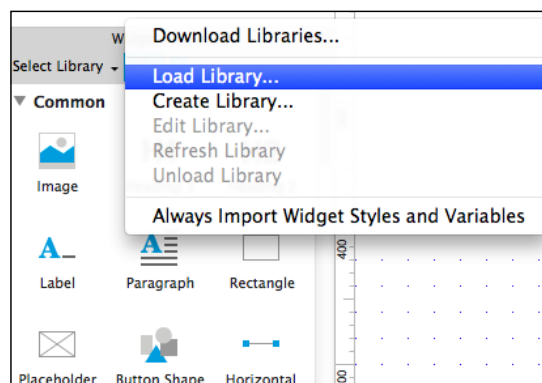 W
Download Libraries...
Select Library
Load Library...
Common
Create Library...
Edit Library...
Refresh Library
Unload Library
Image
Always Import Widget Styles and Variables
400
Label Paragraph Rectangle
Placeholder Button Shape Horizontal
00